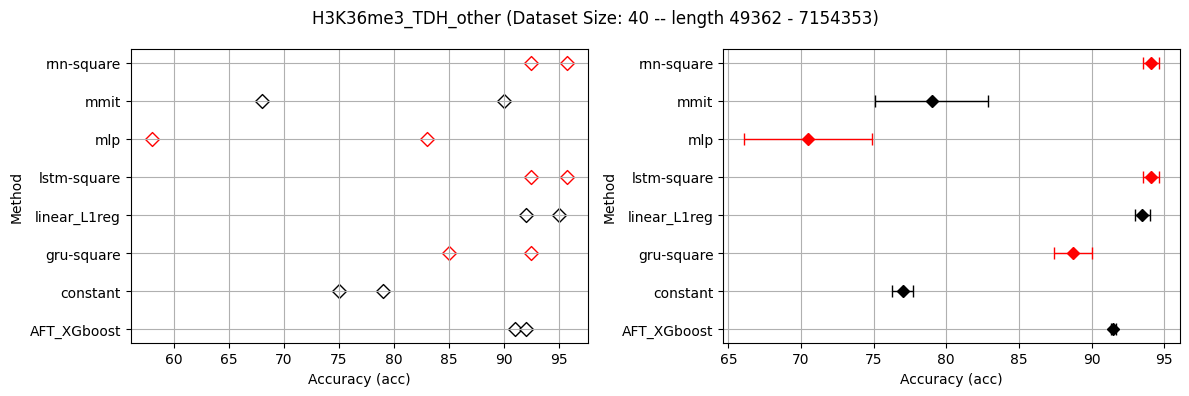 H3K36me3_TDH_other (Dataset Size: 40 -- length 49362 - 7154353)
Method
rnn-square
mmit
mlp
lstm-square
linear_L1reg
gru-square
constant
AFT_XGboost
60 65 70 75 80 85 90 95
Accuracy (acc)
Method
rnn-square
mmit
mlp
lstm-square
linear_L1reg
gru-square
constant
AFT_XGboost
65 70 75 80 85 90 95
Accuracy (acc)